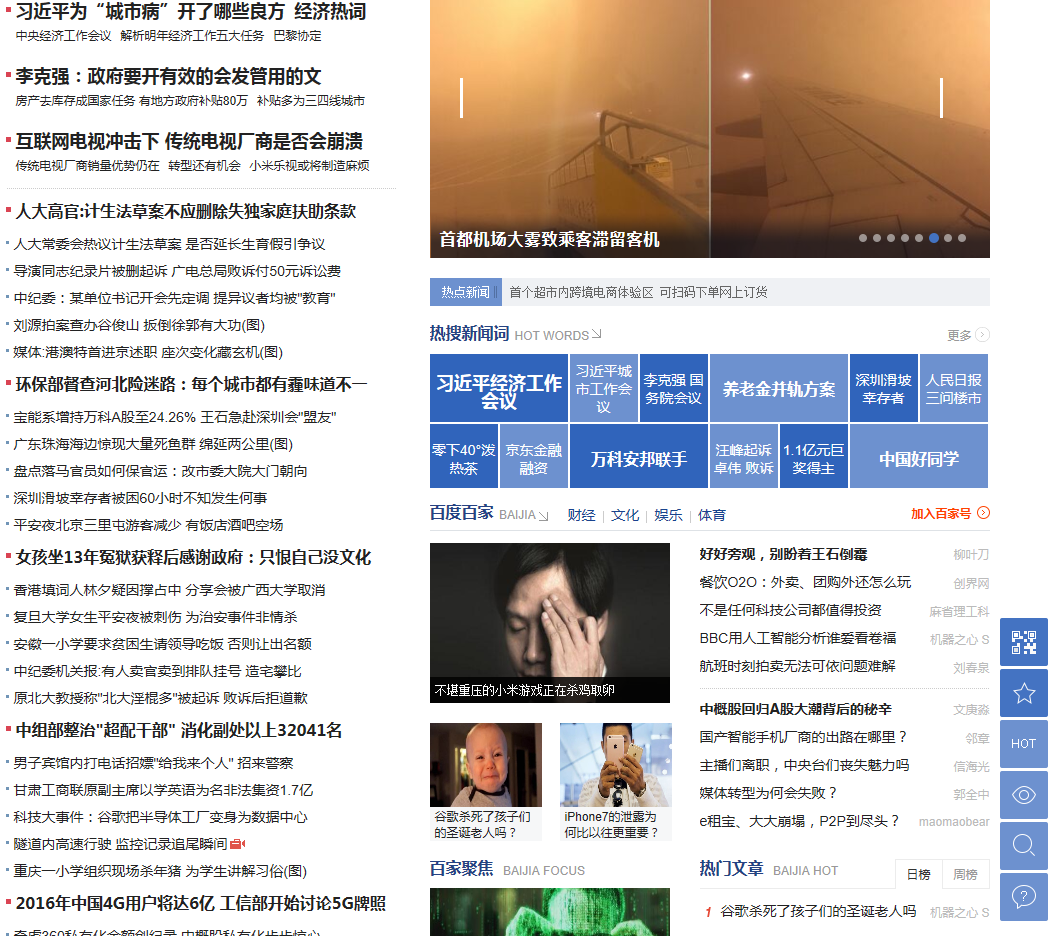 习近平为“城市病”开了哪些良方 经济热词
中央经济工作会议 解析明年经济工作五大任务 巴黎协定
李克强：政府要开有效的会发管用的文
房产去库存成国家任务 有地方政府补贴80万 补贴多为三四线城市
互联网电视冲击下 传统电视厂商是否会崩溃
传统电视厂商销量优势仍在 转型还有机会 小米乐视或将制造麻烦
人大高官:计生法草案不应删除失独家庭扶助条款
人大常委会热议计生法草案 是否延长生育假引争议
导演同志纪录片被删起诉 广电总局败诉付50元诉讼费
中纪委：某单位书记开会先定调 提异议者均被"教育"
刘源拍案查办谷俊山 扳倒徐郭有大功(图)
媒体:港澳特首进京述职 座次变化藏玄机(图)
环保部督查河北险迷路：每个城市都有霾味道不一
宝能系增持万科A股至24.26% 王石急赴深圳会"盟友"
广东珠海海边惊现大量死鱼群 绵延两公里(图)
盘点落马官员如何保官运：改市委大院大门朝向
深圳滑坡幸存者被困60小时不知发生何事
平安夜北京三里屯游客减少 有饭店酒吧空场
女孩坐13年冤狱获释后感谢政府：只恨自己没文化
香港填词人林夕疑因撑占中 分享会被广西大学取消
复旦大学女生平安夜被刺伤 为治安事件非情杀
安徽一小学要求贫困生请领导吃饭 否则让出名额
中纪委机关报:有人卖官卖到排队挂号 造宅攀比
原北大教授称"北大淫棍多"被起诉 败诉后拒道歉
中组部整治"超配干部" 消化副处以上32041名
男子宾馆内打电话招嫖"给我来个人" 招来警察
甘肃工商联原副主席以学英语为名非法集资1.7亿
科技大事件：谷歌把半导体工厂变身为数据中心
隧道内高速行驶 监控记录追尾瞬间
重庆一小学组织现场杀年猪 为学生讲解习俗(图)
2016年中国4G用户将达6亿 工信部开始讨论5G牌照
首都机场大雾致乘客滞留客机
热点新闻 首个超市内跨境电商体验区 可扫码下单网上订货
热搜新闻词 HOT WORDS 更多
习近平经济工作会议
习近平城市工作会议
李克强 国务院会议
养老金并轨方案
深圳滑坡幸存者
人民日报三问楼市
零下40°泼热茶
京东金融融资
万科安邦联手
汪峰起诉卓伟 败诉
1.1亿元巨奖得主
中国好同学
百度百家 BAIJIA 财经 | 文化 | 娱乐 | 体育 加入百家号
不堪重压的小米游戏正在杀鸡取卵
谷歌杀死了孩子们
的圣诞老人吗？
iPhone7的泄露为
何比以往更重要？
好好旁观，别盼着王石倒霉 柳叶刀
餐饮O2O：外卖、团购外还怎么玩 创界网
不是任何科技公司都值得投资 麻省理工科
BBC用人工智能分析谁爱看卷福 机器之心 S
航班时刻拍卖无法可依问题难解 刘春泉
中概股回归A股大潮背后的秘辛 文庚淼
国产智能手机厂商的出路在哪里？ 邻章
主播们离职，中央台们丧失魅力吗 信海光
媒体转型为何会失败？ 郭全中
e租宝、大大崩塌，P2P到尽头？ maomaobear
百家聚焦 BAIJIA FOCUS
热门文章 BAIJIA HOT 日榜 周榜
1 谷歌杀死了孩子们的圣诞老人吗 机器之心 S
HOT